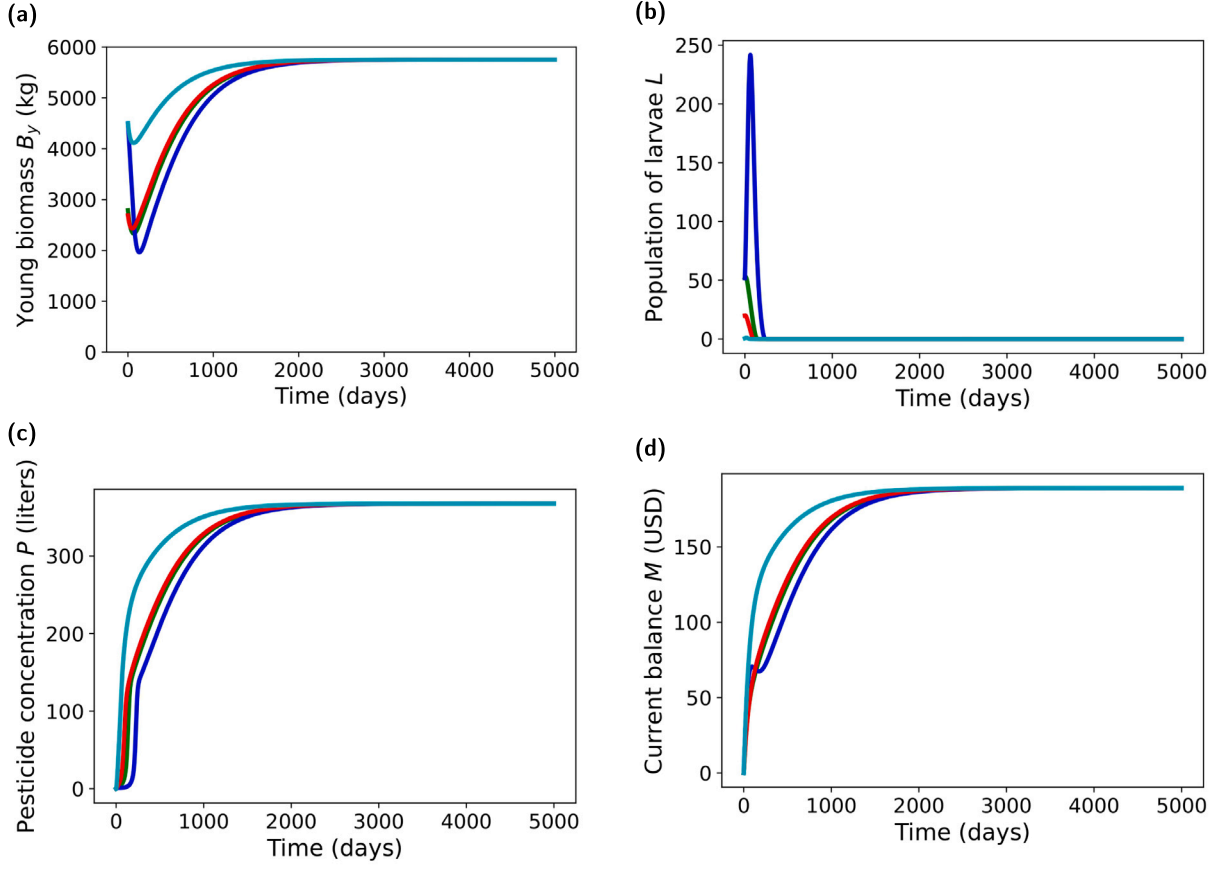 (a)
6000
5000
4000
3000
2000
1000
0
Young biomass B_y (kg)
0 1000 2000 3000 4000 5000
Time (days)
(b)
250
200
150
100
50
0
Population of larvae L
0 1000 2000 3000 4000 5000
Time (days)
(c)
300
200
100
0
Pesticide concentration P (liters)
0 1000 2000 3000 4000 5000
Time (days)
(d)
150
100
50
0
Current balance M (USD)
0 1000 2000 3000 4000 5000
Time (days)